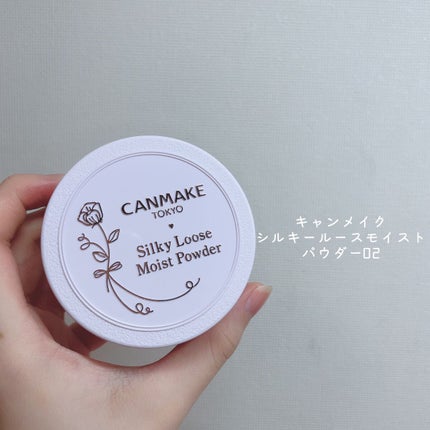 CANMAKE
TOKYO
Silky Loose
Moist Powder
キャンメイク
シルキールースモイスト
パウダー02